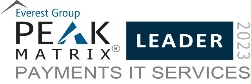 Everest Group
PEAK
MATRIX®
LEADER
2023
PAYMENTS IT SERVICES